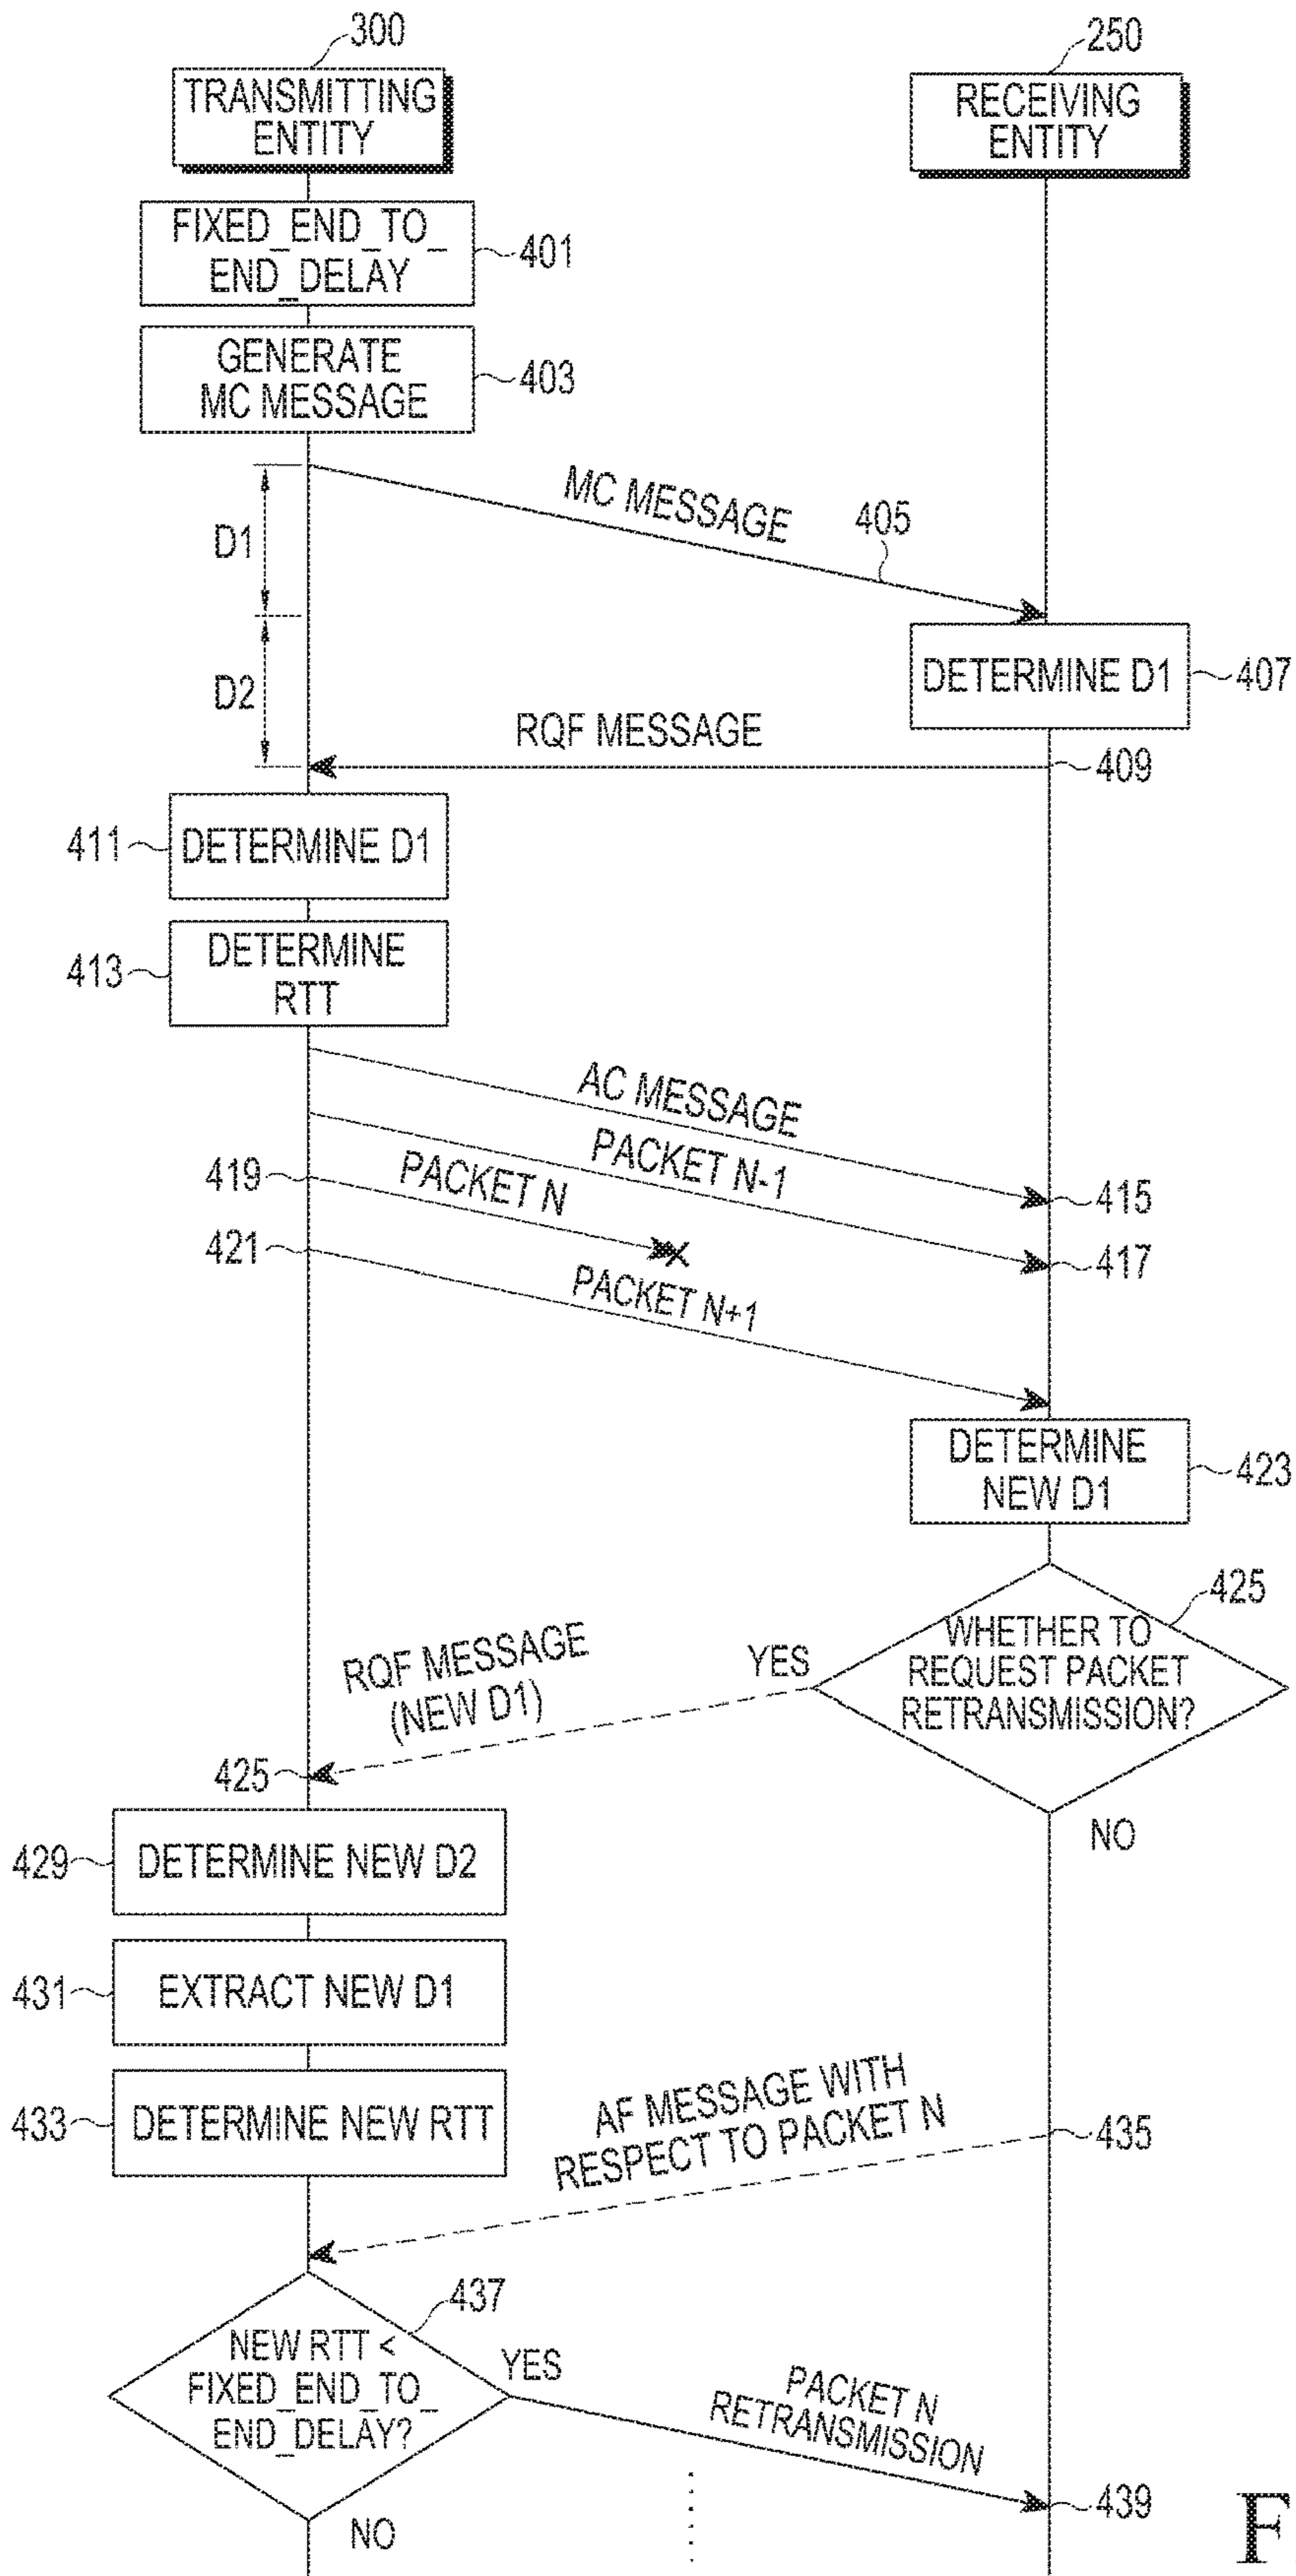 300
250
TRANSMITTING
ENTITY
RECEIVING
ENTITY
FIXED_END_TO_
END_DELAY
401
GENERATE
MC MESSAGE
403
MC MESSAGE
405
D1
D2
DETERMINE D1
407
RQF MESSAGE
409
411
DETERMINE D1
413
DETERMINE
RTT
AC MESSAGE
PACKET N-1
419
PACKET N
415
421
417
PACKET N+1
DETERMINE
NEW D1
423
425
WHETHER TO
REQUEST PACKET
RETRANSMISSION?
YES
RQF MESSAGE
(NEW D1)
425
NO
429
DETERMINE NEW D2
431
EXTRACT NEW D1
433
DETERMINE NEW RTT
AF MESSAGE WITH
RESPECT TO PACKET N
435
437
NEW RTT <
FIXED_END_TO_
END_DELAY?
YES
PACKET N
RETRANSMISSION
439
NO
F